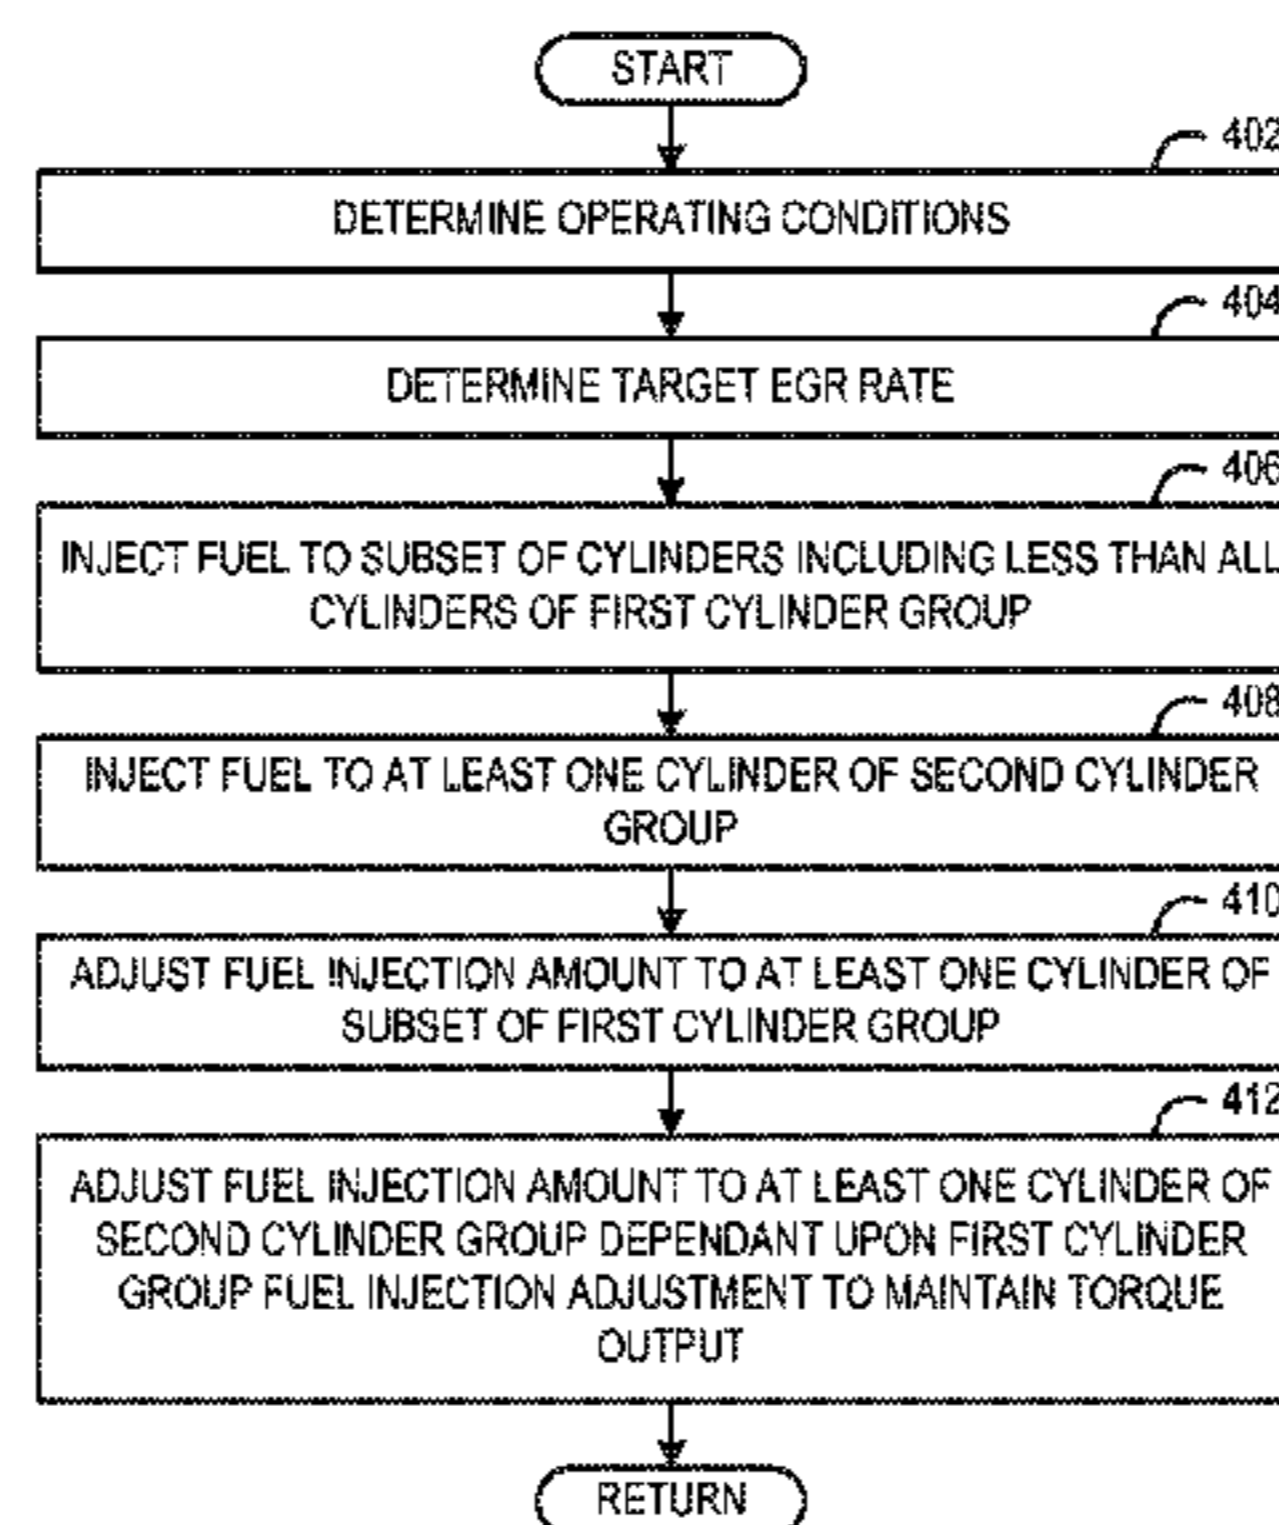 START
402
DETERMINE OPERATING CONDITIONS
404
DETERMINE TARGET EGR RATE
406
INJECT FUEL TO SUBSET OF CYLINDERS INCLUDING LESS THAN ALL
CYLINDERS OF FIRST CYLINDER GROUP
408
INJECT FUEL TO AT LEAST ONE CYLINDER OF SECOND CYLINDER
GROUP
410
ADJUST FUEL INJECTION AMOUNT TO AT LEAST ONE CYLINDER OF
SUBSET OF FIRST CYLINDER GROUP
412
ADJUST FUEL INJECTION AMOUNT TO AT LEAST ONE CYLINDER OF
SECOND CYLINDER GROUP DEPENDANT UPON FIRST CYLINDER
GROUP FUEL INJECTION ADJUSTMENT TO MAINTAIN TORQUE
OUTPUT
RETURN